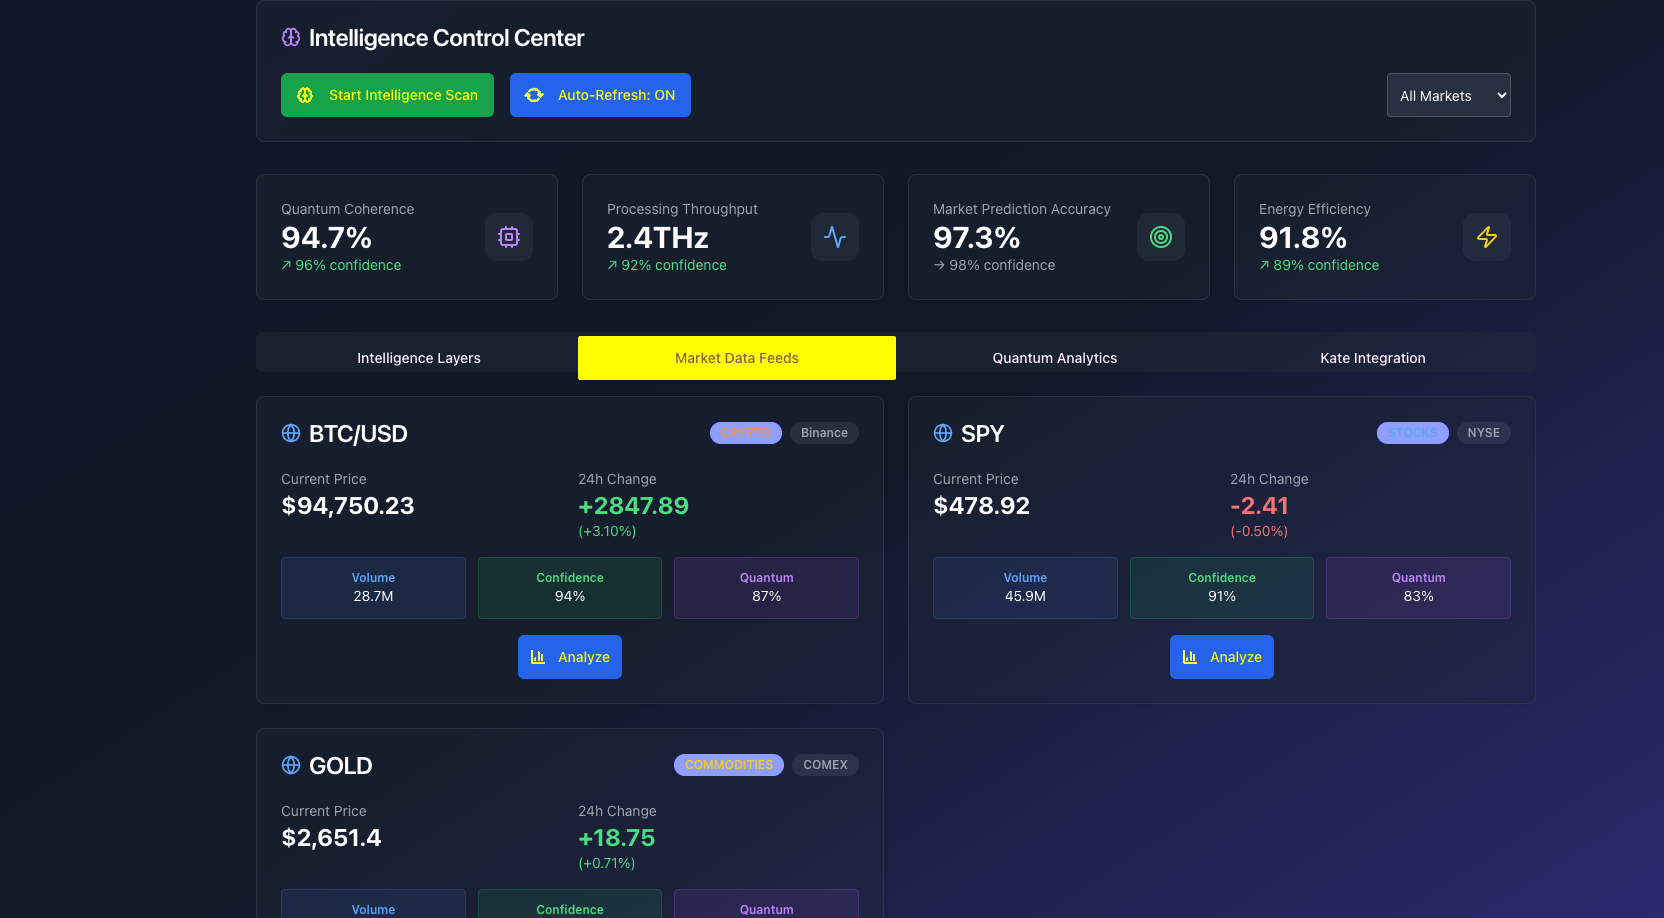 Intelligence Control Center
Start Intelligence Scan
Auto-Refresh: ON
All Markets
Quantum Coherence
94.7%
↗ 96% confidence
Processing Throughput
2.4THz
↗ 92% confidence
Market Prediction Accuracy
97.3%
→ 98% confidence
Energy Efficiency
91.8%
↗ 89% confidence
Intelligence Layers
Market Data Feeds
Quantum Analytics
Kate Integration
BTC/USD
CRYPTO
Binance
Current Price
$94,750.23
24h Change
+2847.89
(+3.10%)
Volume
28.7M
Confidence
94%
Quantum
87%
Analyze
SPY
STOCKS
NYSE
Current Price
$478.92
24h Change
-2.41
(-0.50%)
Volume
45.9M
Confidence
91%
Quantum
83%
Analyze
GOLD
COMMODITIES
COMEX
Current Price
$2,651.4
24h Change
+18.75
(+0.71%)
Volume
Confidence
Quantum